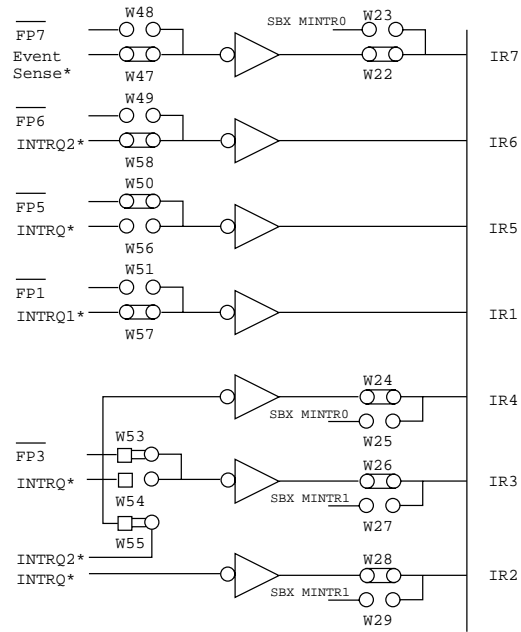 W48
FP7
SBX MINTR0
W23
Event
Sense*
W47
W22
IR7
W49
FP6
INTRQ2*
W58
IR6
W50
FP5
INTRQ*
W56
IR5
W51
FP1
INTRQ1*
W57
IR1
W24
IR4
SBX MINTR0
W25
W53
FP3
W26
INTRQ*
IR3
SBX MINTR1
W54
W27
W55
INTRQ2*
W28
INTRQ*
IR2
SBX MINTR1
W29